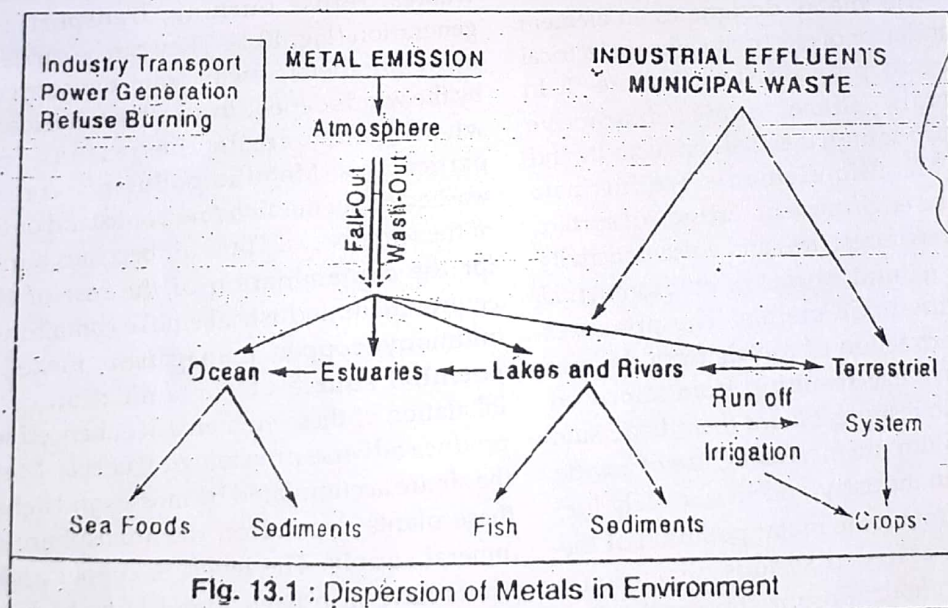 Industry Transport
Power Generation
Refuse Burning
METAL EMISSION
INDUSTRIAL EFFLUENTS
MUNICIPAL WASTE
Atmosphere
Fall-Out
Wash-Out
Ocean
Estuaries
Lakes and Rivers
Terrestrial
Run off
System
Irrigation
Sea Foods
Sediments
Fish
Sediments
Crops
Fig. 13.1 : Dispersion of Metals in Environment